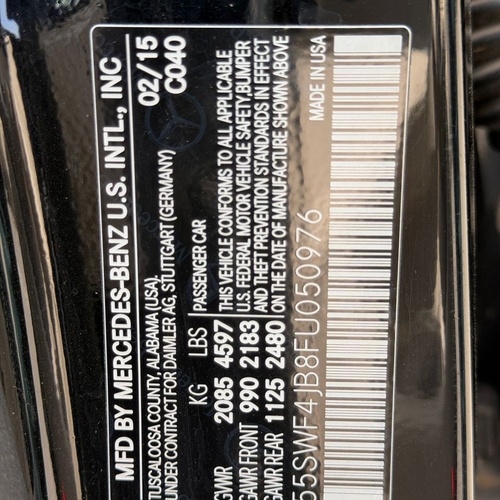 MFD BY MERCEDES-BENZ U.S. INTL., INC
TUSCALOOSA COUNTY, ALABAMA (USA), 02/15
UNDER CONTRACT FOR DAIMLER AG, STUTTGART (GERMANY) C040
KG LBS PASSENGER CAR
GVWR 2085 4597 THIS VEHICLE CONFORMS TO ALL APPLICABLE
GAWR FRONT 990 2183 U.S. FEDERAL MOTOR VEHICLE SAFETY, BUMPER
GAWR REAR 1125 2480 AND THEFT PREVENTION STANDARDS IN EFFECT
ON THE DATE OF MANUFACTURE SHOWN ABOVE
MADE IN USA
55SWF4JB8FU050976